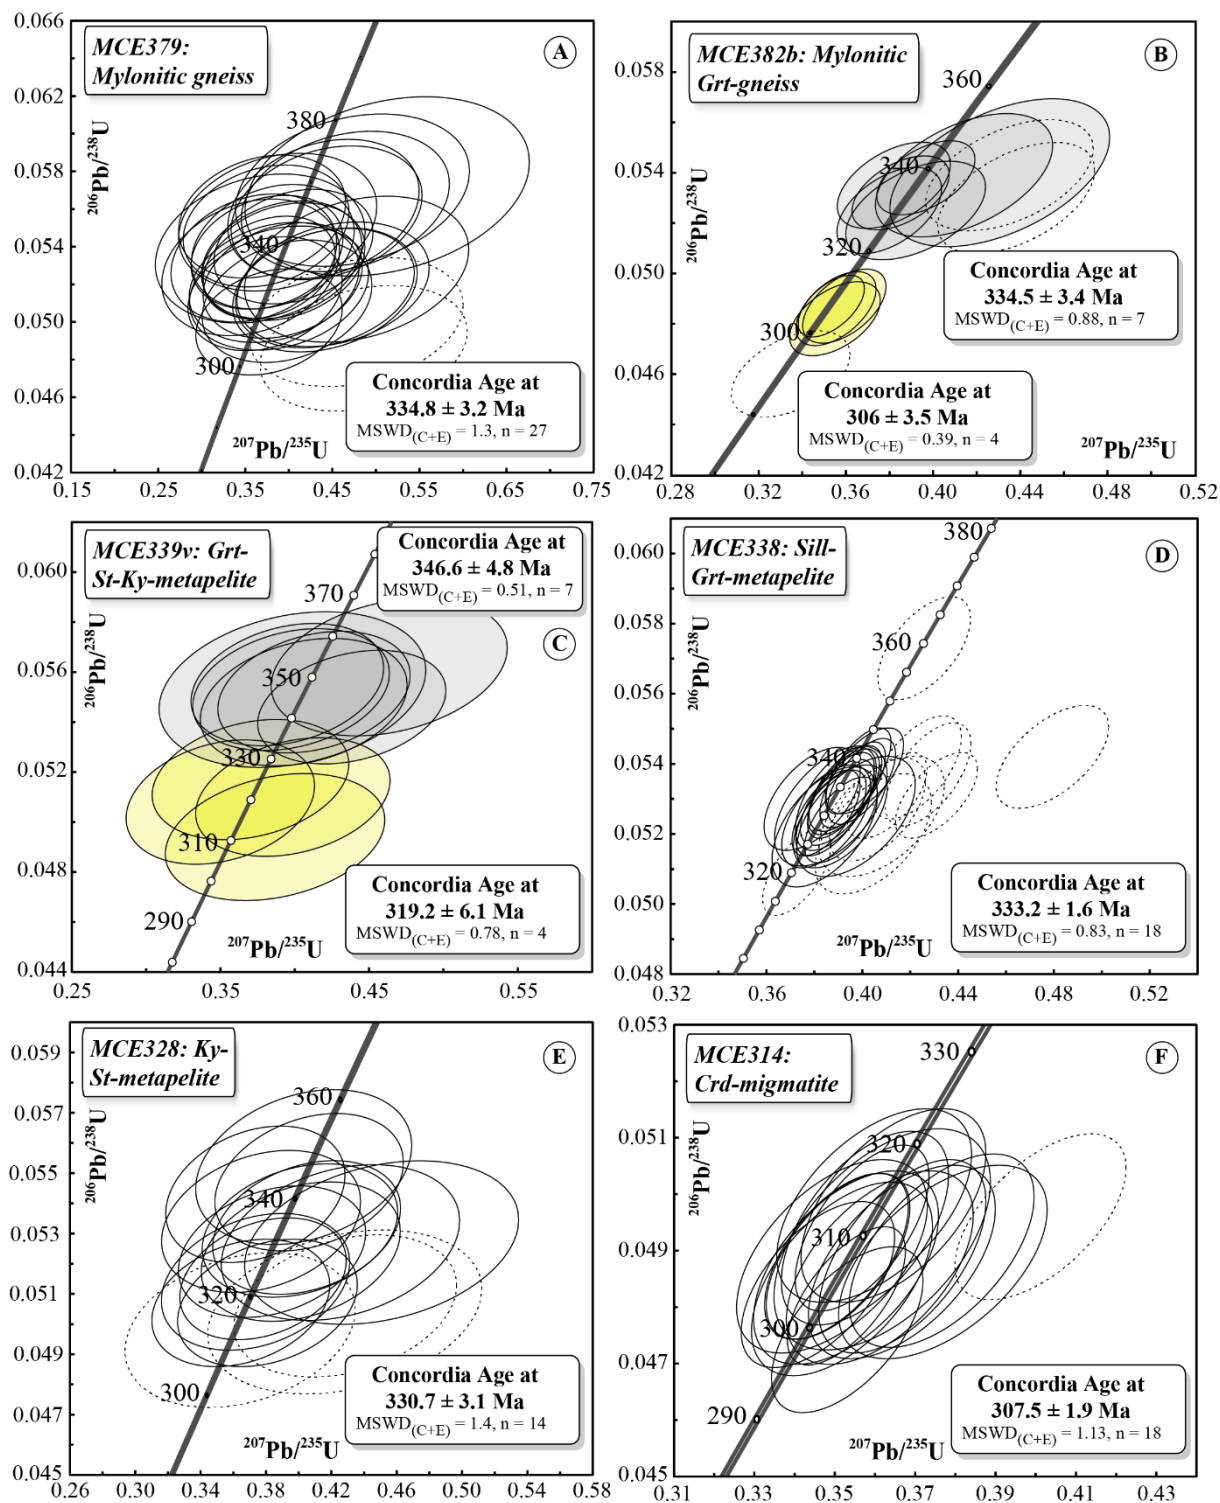 MCE379:
Mylonitic gneiss
A
0.066
0.062
0.058
0.054
0.050
0.046
0.042
206Pb/238U
380
340
300
Concordia Age at
334.8 ± 3.2 Ma
MSWD(C+E) = 1.3, n = 27
207Pb/235U
0.15
0.25
0.35
0.45
0.55
0.65
0.75
MCE382b: Mylonitic
Grt-gneiss
B
0.058
0.054
0.050
0.046
0.042
206Pb/238U
360
340
320
300
Concordia Age at
334.5 ± 3.4 Ma
MSWD(C+E) = 0.88, n = 7
Concordia Age at
306 ± 3.5 Ma
MSWD(C+E) = 0.39, n = 4
207Pb/235U
0.28
0.32
0.36
0.40
0.44
0.48
0.52
MCE339v: Grt-
St-Ky-metapelite
C
Concordia Age at
346.6 ± 4.8 Ma
MSWD(C+E) = 0.51, n = 7
0.060
0.056
0.052
0.048
0.044
206Pb/238U
370
350
330
310
290
Concordia Age at
319.2 ± 6.1 Ma
MSWD(C+E) = 0.78, n = 4
207Pb/235U
0.25
0.35
0.45
0.55
MCE338: Sill-
Grt-metapelite
D
0.060
0.058
0.056
0.054
0.052
0.050
0.048
206Pb/238U
380
360
340
320
Concordia Age at
333.2 ± 1.6 Ma
MSWD(C+E) = 0.83, n = 18
207Pb/235U
0.32
0.36
0.40
0.44
0.48
0.52
MCE328: Ky-
St-metapelite
E
0.059
0.057
0.055
0.053
0.051
0.049
0.047
0.045
206Pb/238U
360
340
320
300
Concordia Age at
330.7 ± 3.1 Ma
MSWD(C+E) = 1.4, n = 14
207Pb/235U
0.26
0.30
0.34
0.38
0.42
0.46
0.50
0.54
0.58
MCE314:
Crd-migmatite
F
0.053
0.051
0.049
0.047
0.045
206Pb/238U
330
320
310
300
290
Concordia Age at
307.5 ± 1.9 Ma
MSWD(C+E) = 1.13, n = 18
207Pb/235U
0.31
0.33
0.35
0.37
0.39
0.41
0.43